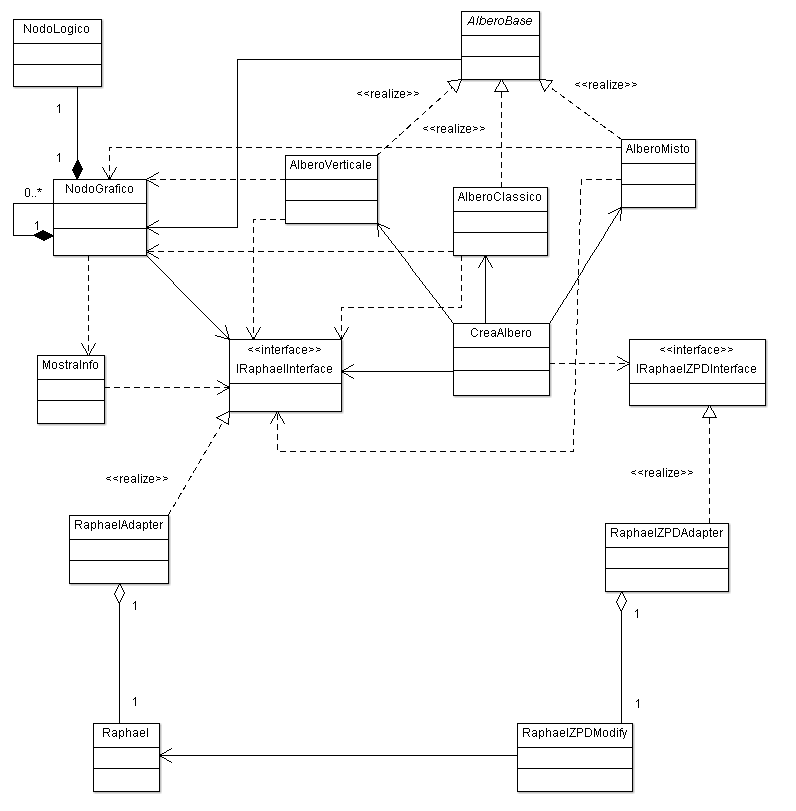 AlberoBase
NodoLogico
<<realize>>
<<realize>>
1
<<realize>>
AlberoMisto
1
AlberoVerticale
NodoGrafico
0..*
AlberoClassico
1
CreaAlbero
<<interface>>
IRaphaelInterface
<<interface>>
IRaphaelZPDInterface
MostraInfo
<<realize>>
<<realize>>
RaphaelAdapter
RaphaelZPDAdapter
1
1
1
1
Raphael
RaphaelZPDModify